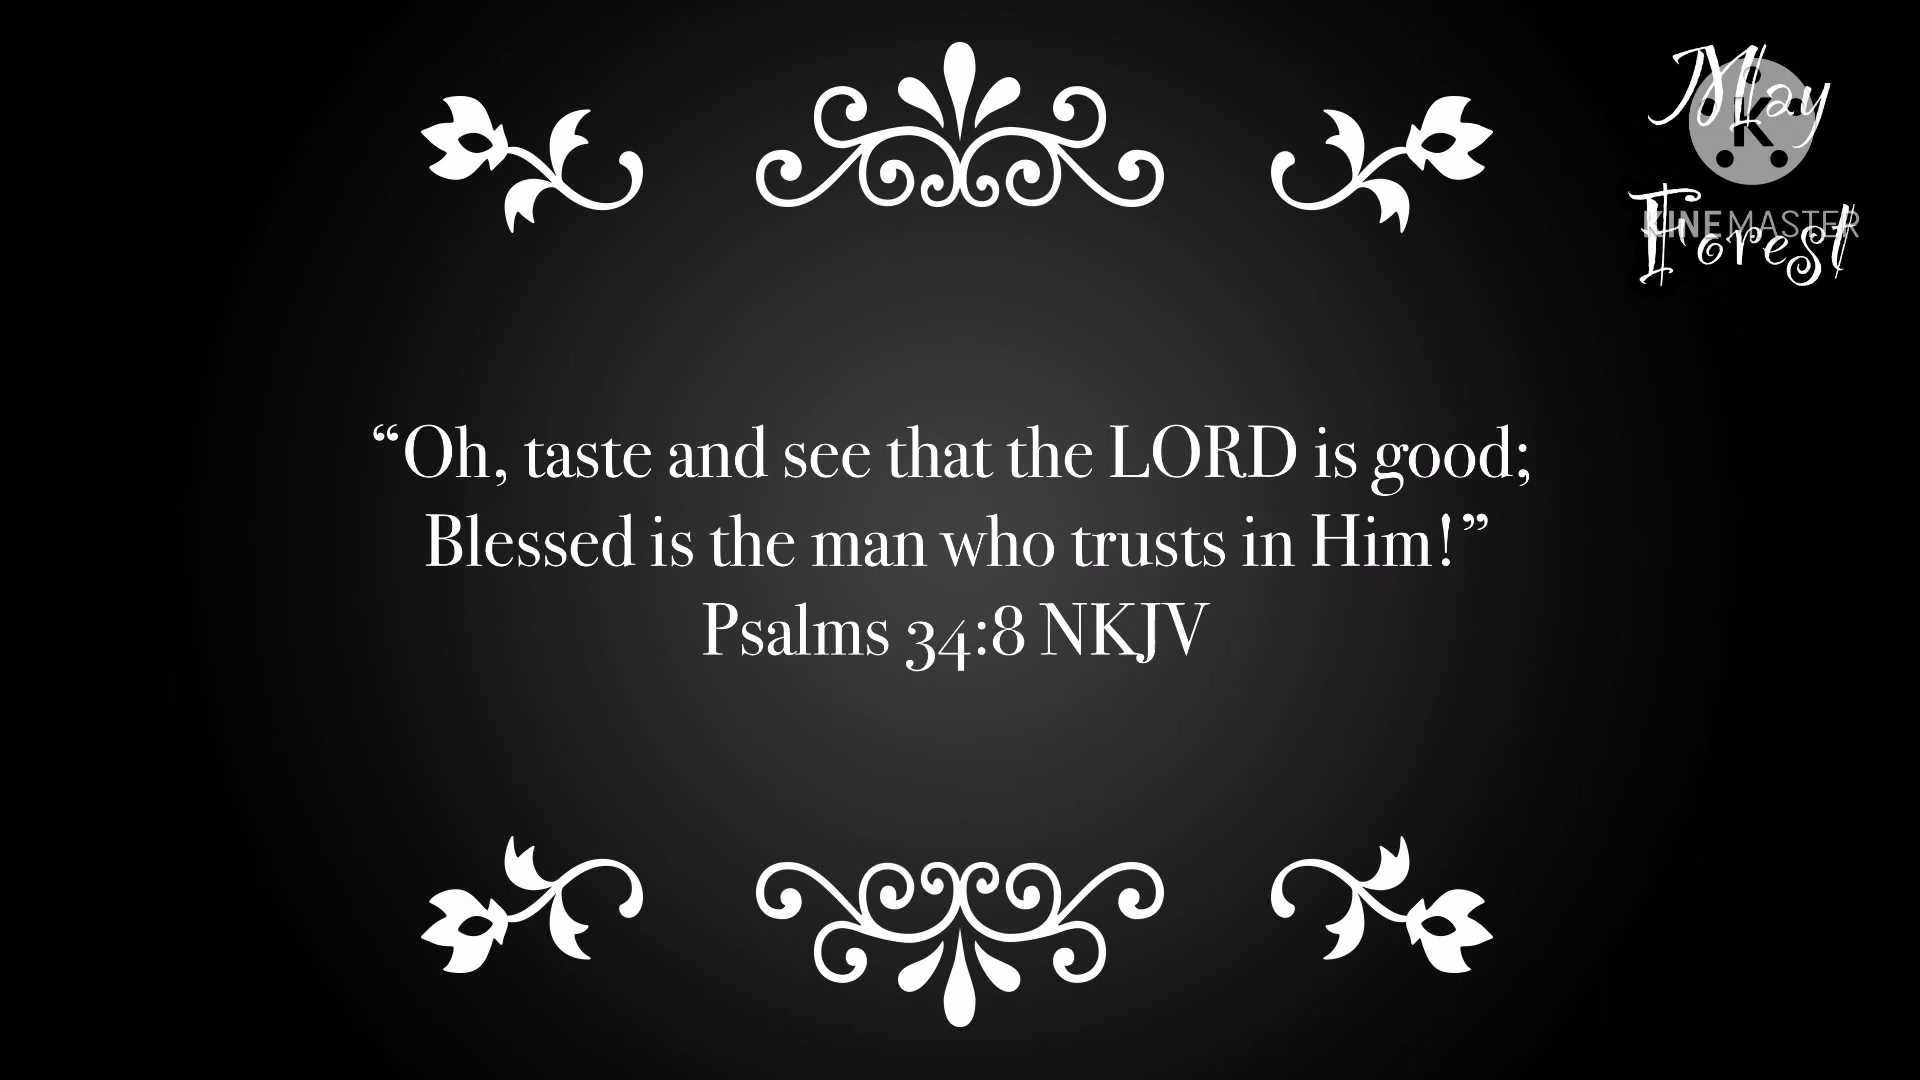 May
Forest
KINEMASTER
“Oh, taste and see that the LORD is good;
Blessed is the man who trusts in Him!”
Psalms 34:8 NKJV